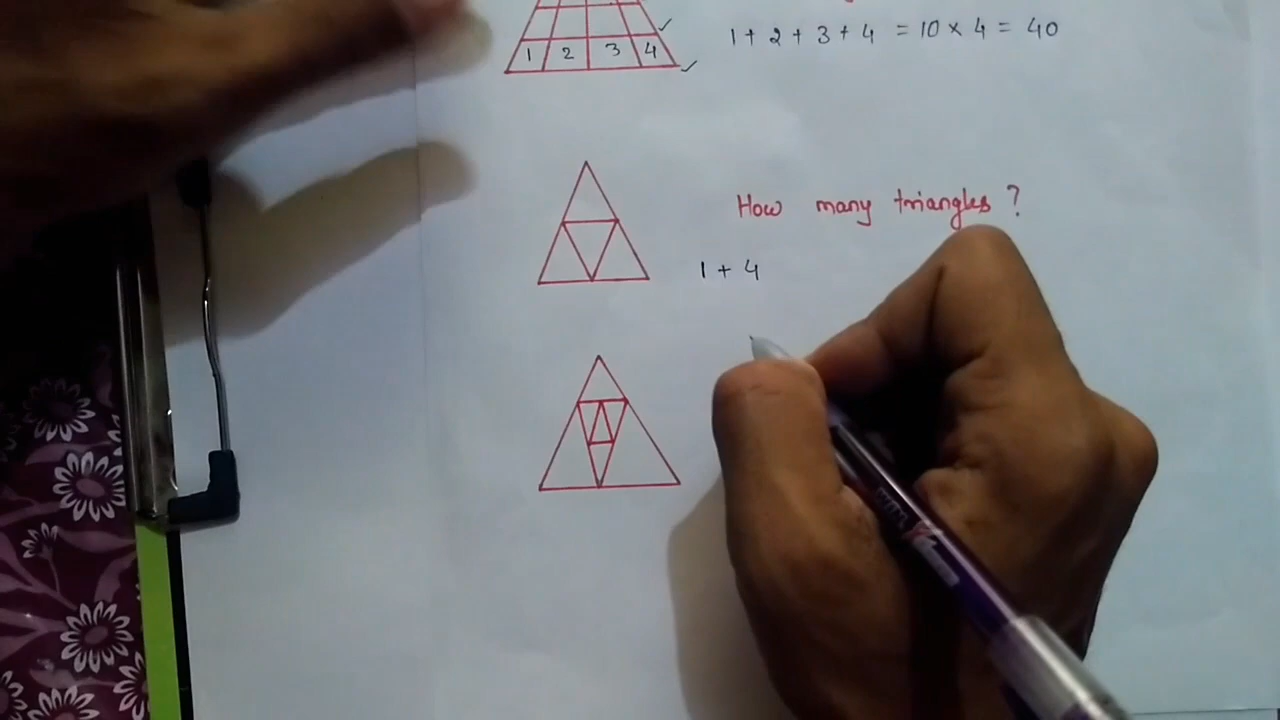 1 2 3 4
1 + 2 + 3 + 4 = 10 × 4 = 40
How many triangles ?
1 + 4